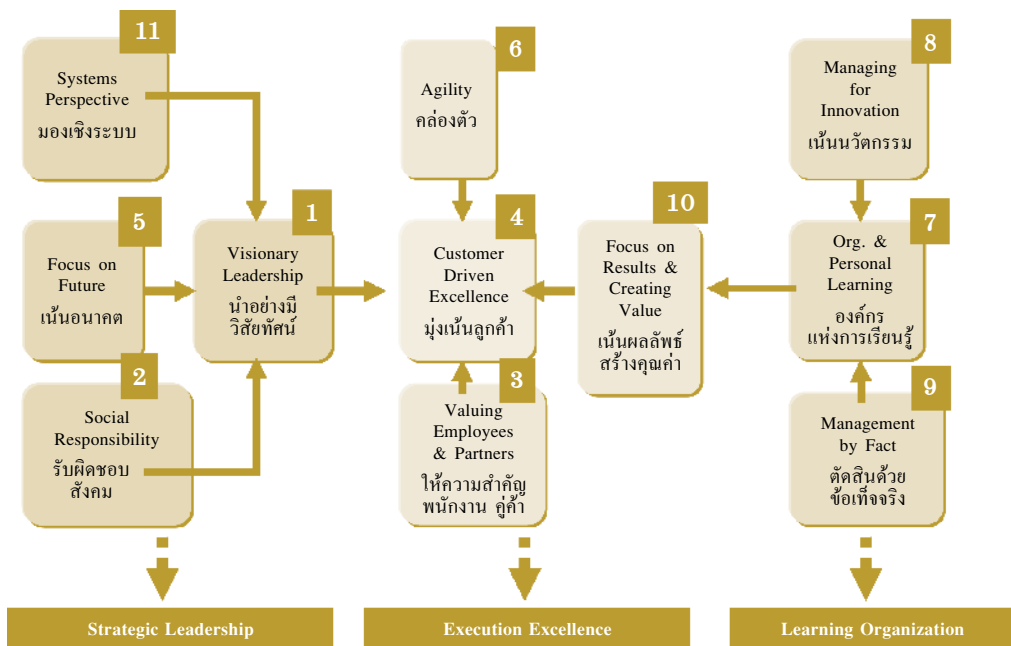 11
Systems
Perspective
มองเชิงระบบ
5
Focus on
Future
เน้นอนาคต
2
Social
Responsibility
รับผิดชอบ
สังคม
1
Visionary
Leadership
นำอย่างมี
วิสัยทัศน์
6
Agility
คล่องตัว
4
Customer
Driven
Excellence
มุ่งเน้นลูกค้า
3
Valuing
Employees
& Partners
ให้ความสำคัญ
พนักงาน คู่ค้า
10
Focus on
Results &
Creating
Value
เน้นผลลัพธ์
สร้างคุณค่า
8
Managing
for
Innovation
เน้นนวัตกรรม
7
Org. &
Personal
Learning
องค์กร
แห่งการเรียนรู้
9
Management
by Fact
ตัดสินด้วย
ข้อเท็จจริง
Strategic Leadership
Execution Excellence
Learning Organization